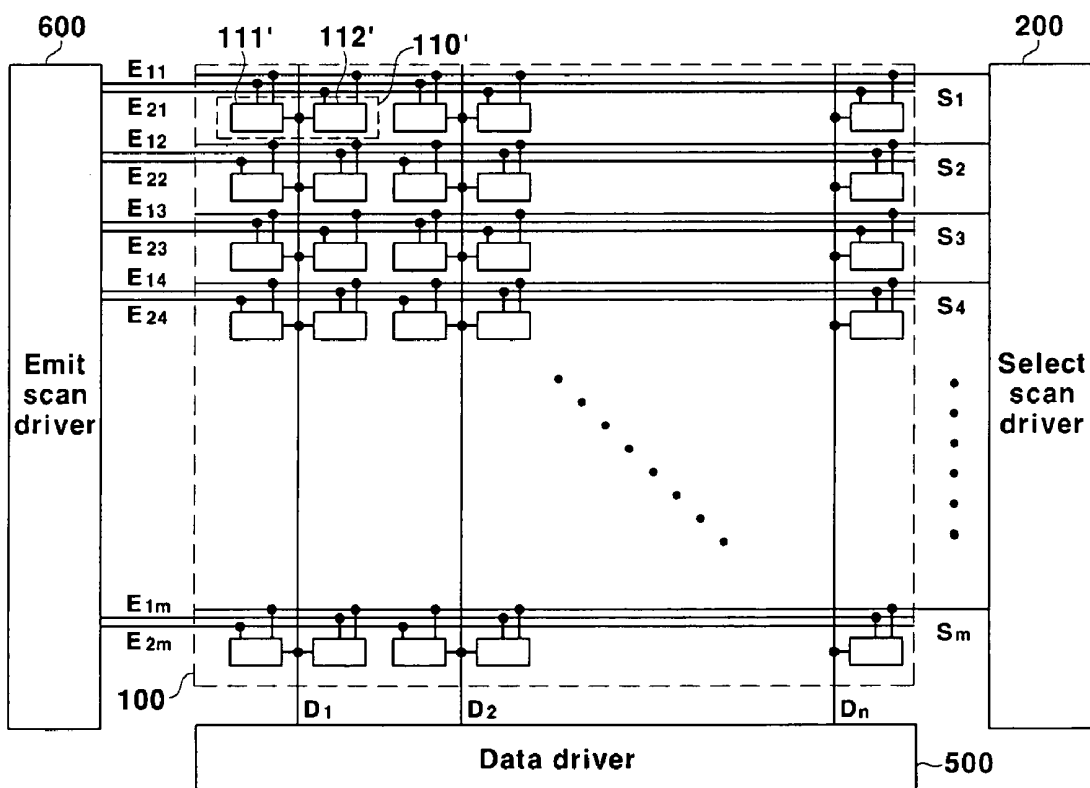 600
111'
112'
110'
200
E11
E21
S1
E12
E22
S2
E13
E23
S3
E14
E24
S4
Emit
scan
driver
Select
scan
driver
E1m
E2m
Sm
100
D1
D2
Dn
Data driver
500